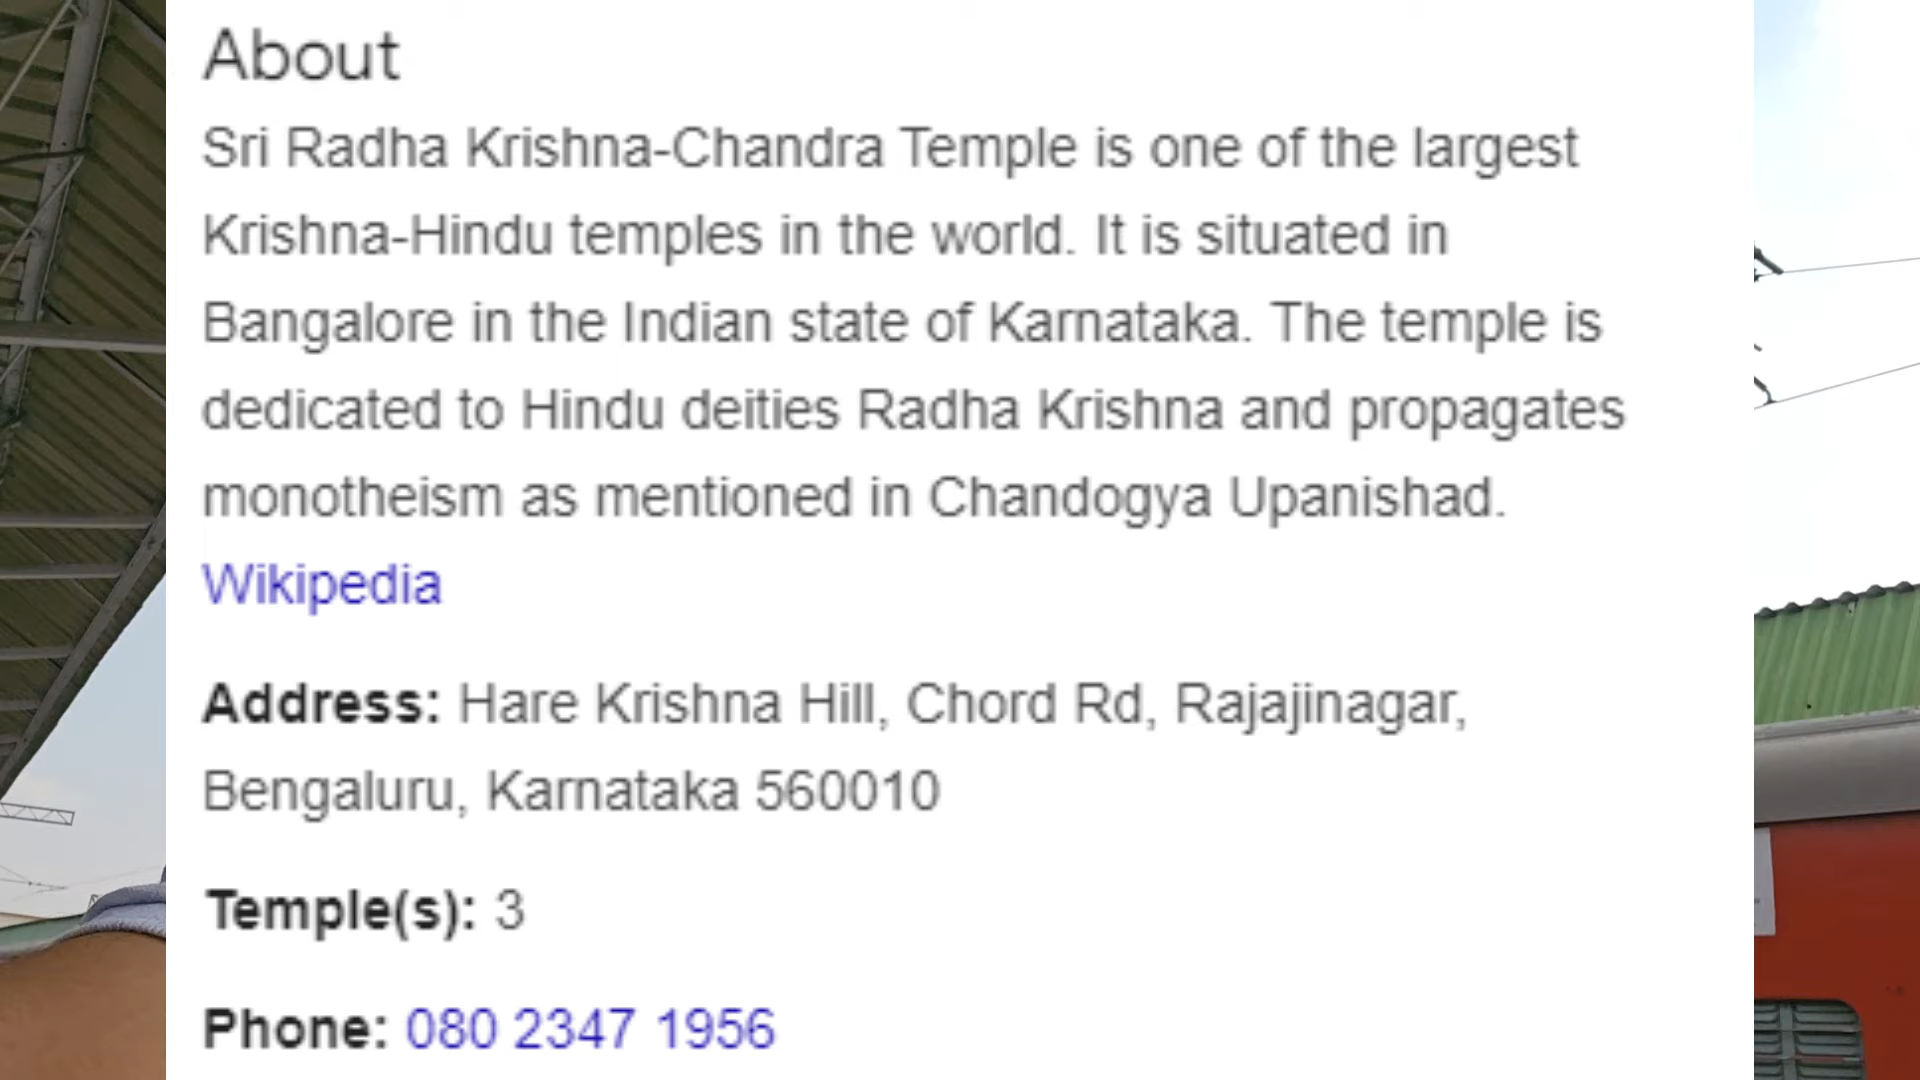 About
Sri Radha Krishna-Chandra Temple is one of the largest
Krishna-Hindu temples in the world. It is situated in
Bangalore in the Indian state of Karnataka. The temple is
dedicated to Hindu deities Radha Krishna and propagates
monotheism as mentioned in Chandogya Upanishad.
Wikipedia
Address: Hare Krishna Hill, Chord Rd, Rajajinagar,
Bengaluru, Karnataka 560010
Temple(s): 3
Phone: 080 2347 1956